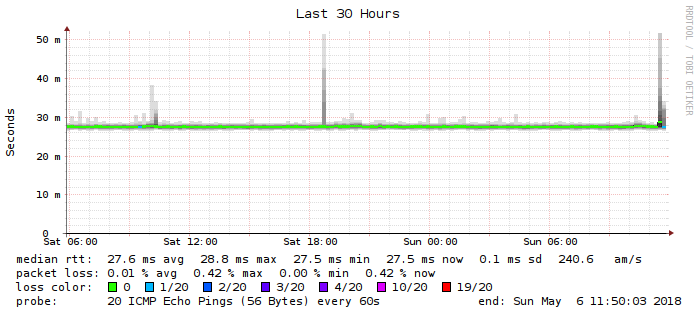 Last 30 Hours
RRDTOOL / TOBI OETIKER
Seconds
50 m
40 m
30 m
20 m
10 m
0
Sat 06:00 Sat 12:00 Sat 18:00 Sun 00:00 Sun 06:00
median rtt: 27.6 ms avg 28.8 ms max 27.5 ms min 27.5 ms now 0.1 ms sd 240.6 am/s
packet loss: 0.01 % avg 0.42 % max 0.00 % min 0.42 % now
loss color: 0 1/20 2/20 3/20 4/20 10/20 19/20
probe: 20 ICMP Echo Pings (56 Bytes) every 60s end: Sun May 6 11:50:03 2018